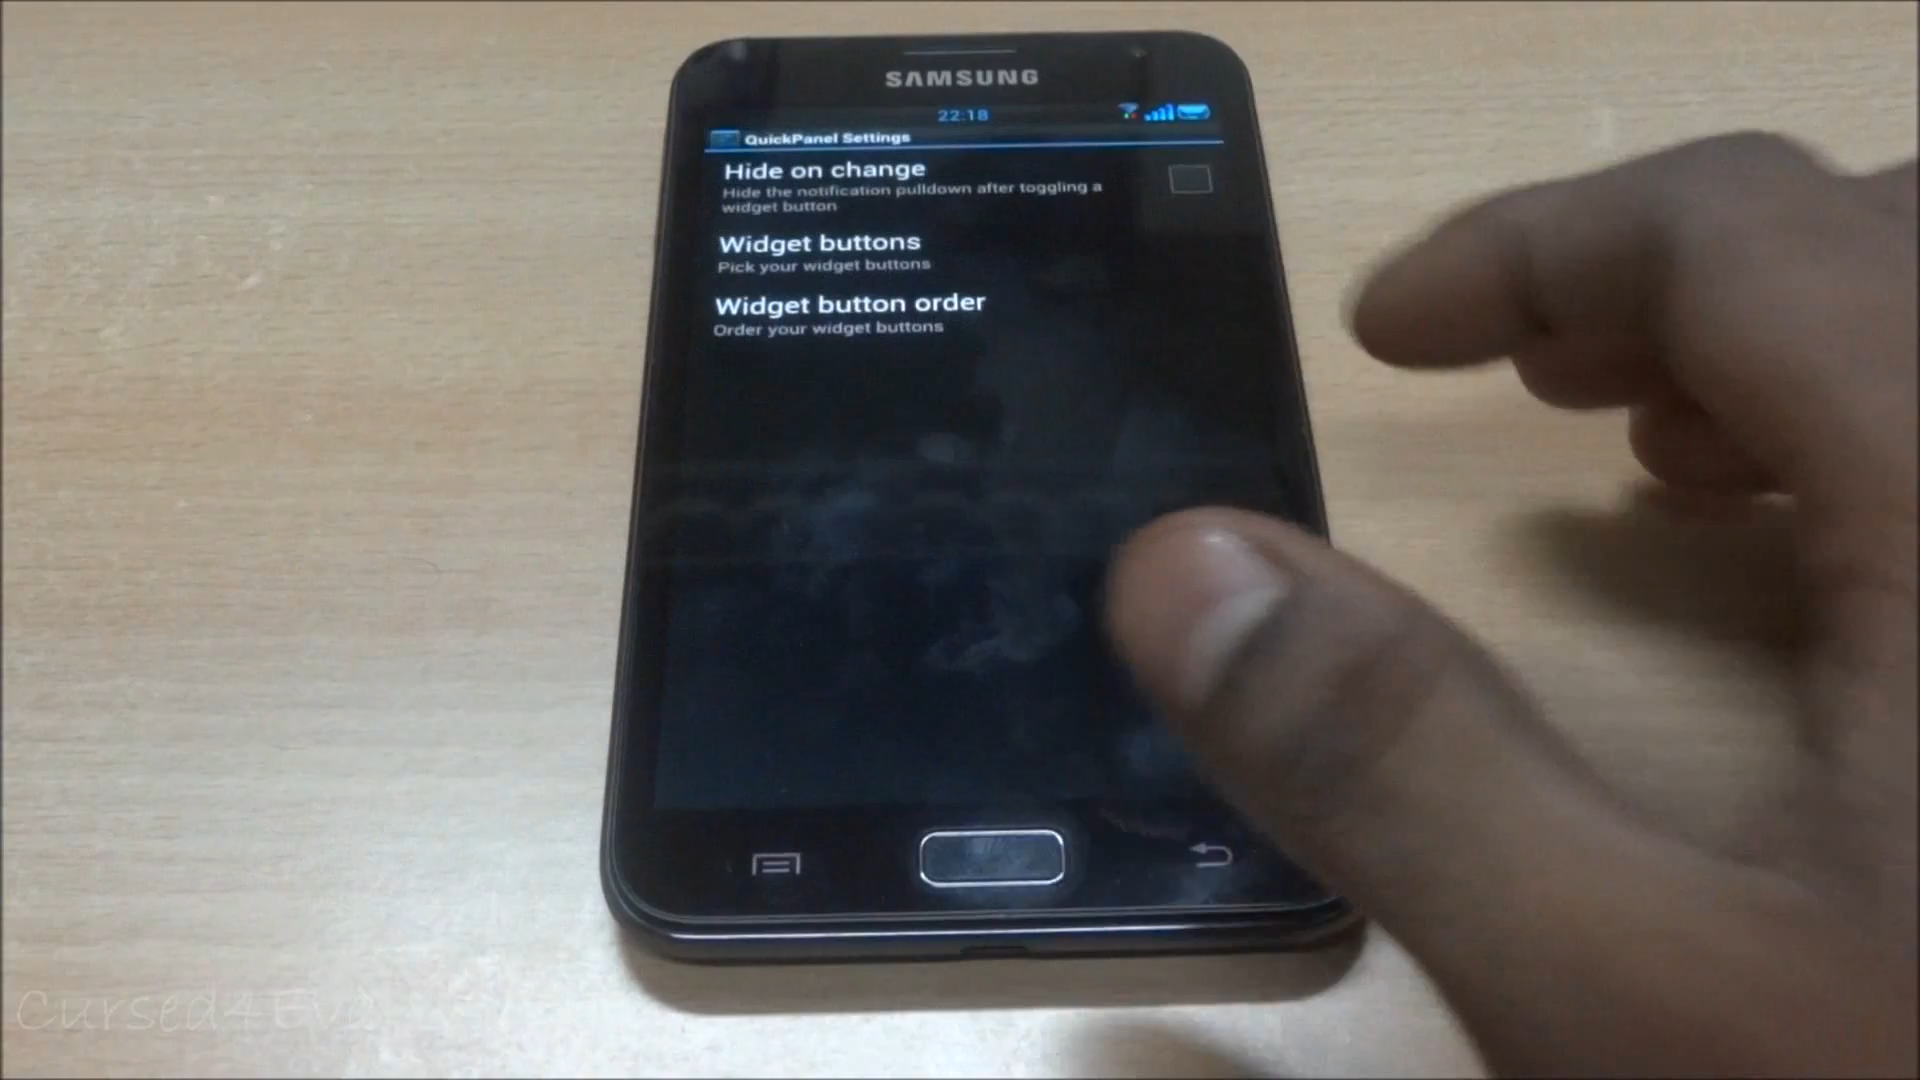 SAMSUNG
22:18
QuickPanel Settings
Hide on change
Hide the notification pulldown after toggling a
widget button
Widget buttons
Pick your widget buttons
Widget button order
Order your widget buttons
Cursed4Eva